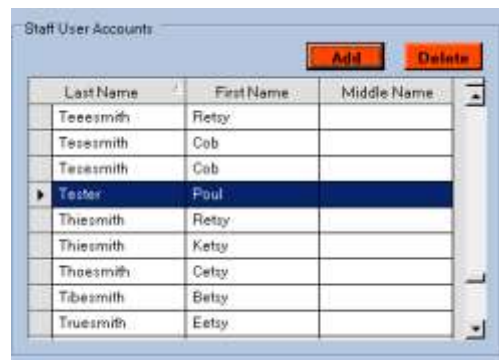 Staff User Accounts
Add Delete
Last Name First Name Middle Name
Teeesmith Retsy
Tesesmith Cob
Tesesmith Cob
Tester Poul
Thiesmith Retsy
Thiesmith Ketsy
Thoesmith Cetsy
Tibesmith Betsy
Truesmith Eetsy